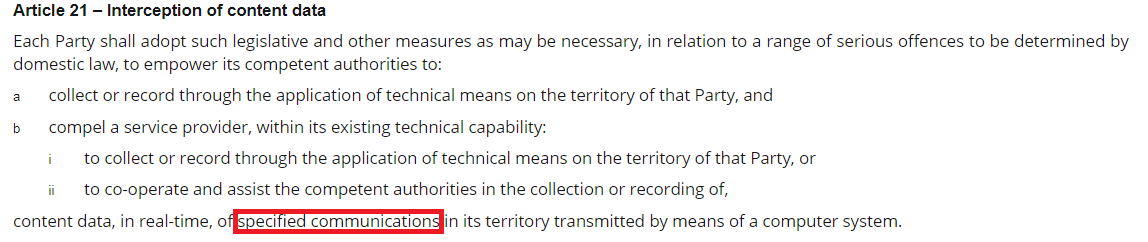 Article 21 – Interception of content data
Each Party shall adopt such legislative and other measures as may be necessary, in relation to a range of serious offences to be determined by
domestic law, to empower its competent authorities to:
a collect or record through the application of technical means on the territory of that Party, and
b compel a service provider, within its existing technical capability:
i to collect or record through the application of technical means on the territory of that Party, or
ii to co-operate and assist the competent authorities in the collection or recording of,
content data, in real-time, of specified communications in its territory transmitted by means of a computer system.